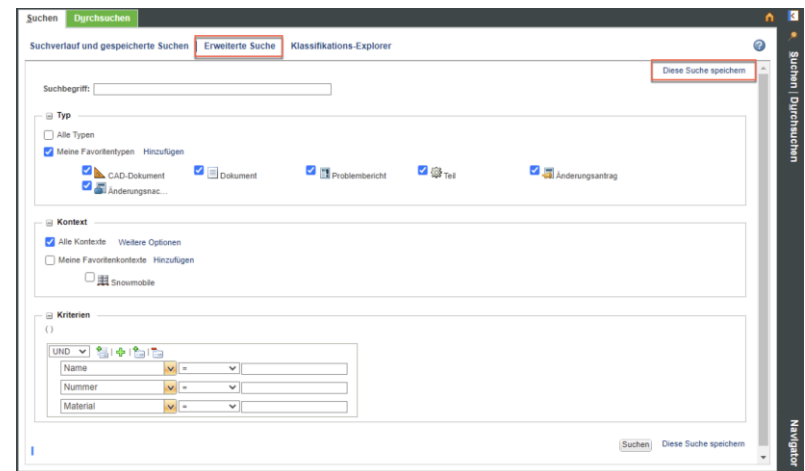 Suchen Durchsuchen
Suchverlauf und gespeicherte Suchen | Erweiterte Suche Klassifikations-Explorer
Diese Suche speichern
Suchbegriff:
Typ
Alle Typen
Meine Favoritentypen Hinzufügen
CAD-Dokument Dokument Problembericht Teil Änderungsantrag
Änderungsnac...
Kontext
Alle Kontexte Weitere Optionen
Meine Favoritenkontexte Hinzufügen
Snowmobile
Kriterien
( )
UND
Name =
Nummer =
Material =
Suchen Diese Suche speichern
Suchen | Durchsuchen
Navigator